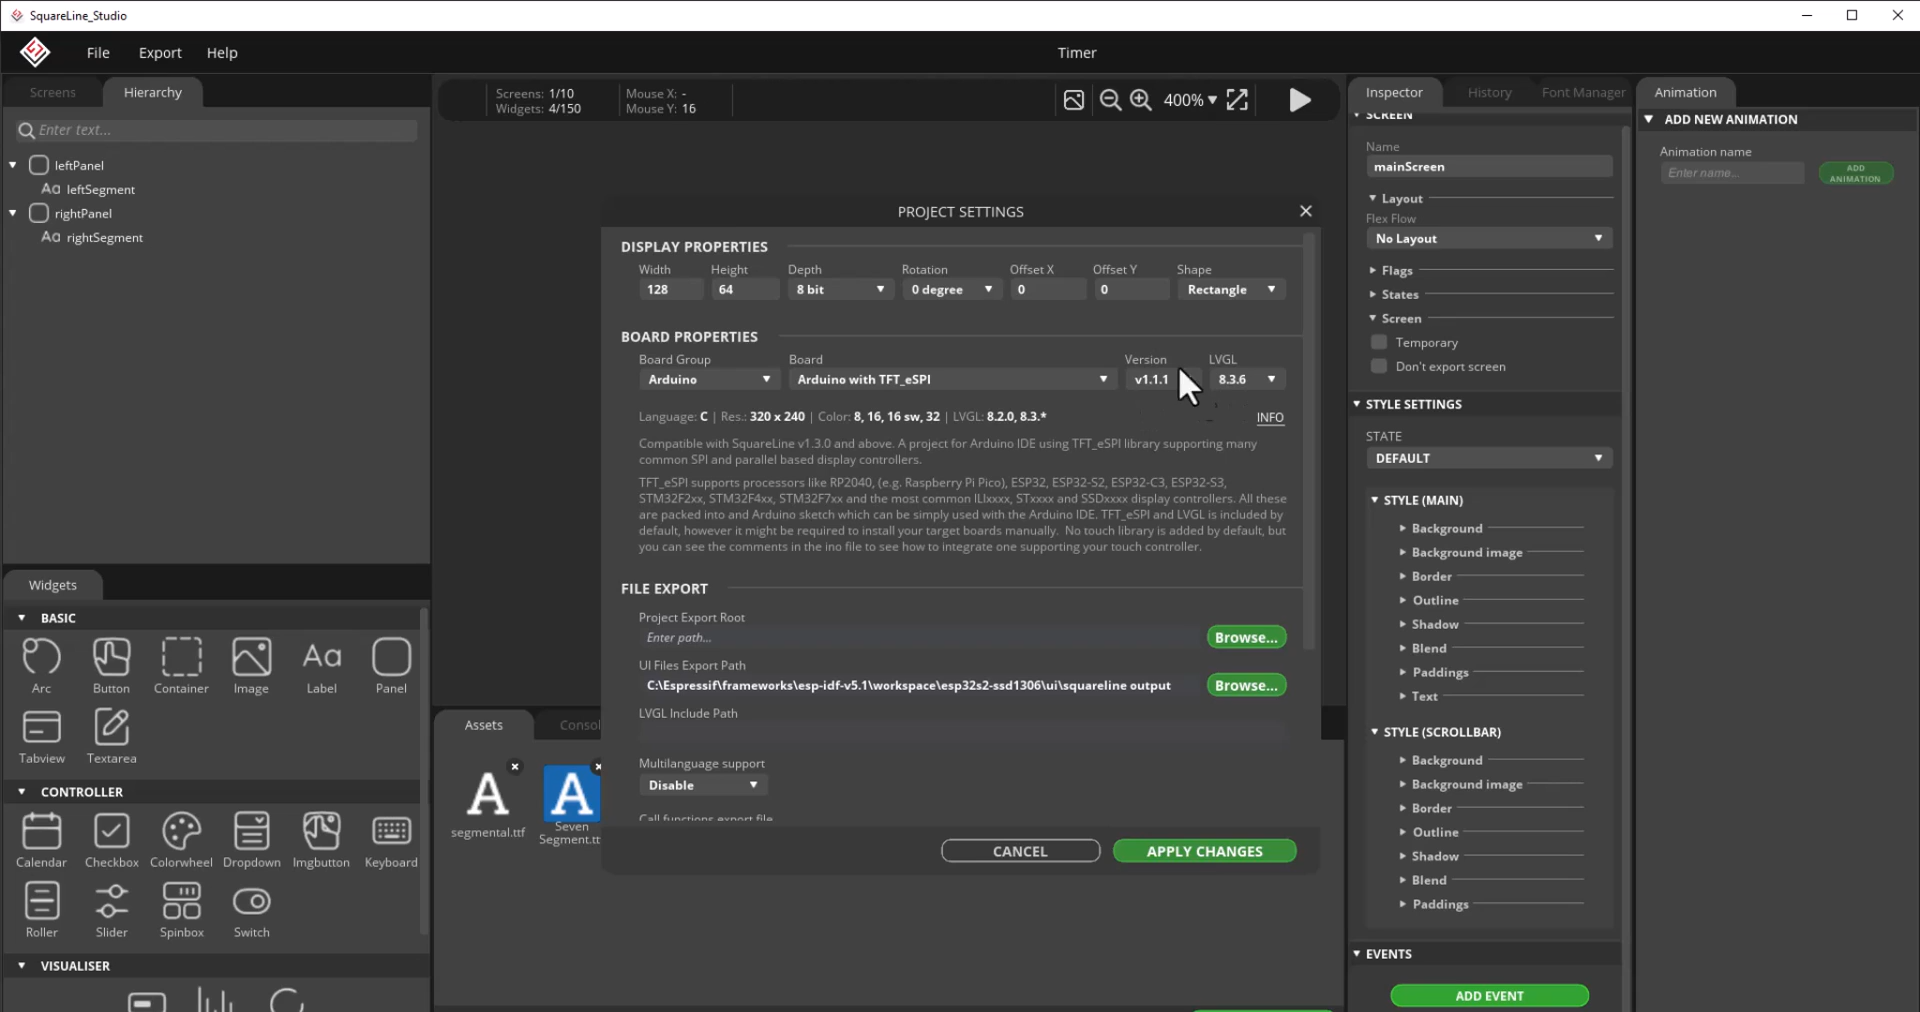 SquareLine_Studio
File Export Help
Timer
Screens Hierarchy
Enter text...
leftPanel
Aa leftSegment
rightPanel
Aa rightSegment
Screens: 1/10
Widgets: 4/150
Mouse X: -
Mouse Y: 16
400%
Widgets
BASIC
Arc Button Container Image Label Panel
Aa
Tabview Textarea
CONTROLLER
Calendar Checkbox Colorwheel Dropdown Imgbutton Keyboard
Roller Slider Spinbox Switch
VISUALISER
Assets Consol
A A
segmental.ttf
Seven
Segment.tt
PROJECT SETTINGS
DISPLAY PROPERTIES
Width Height Depth Rotation Offset X Offset Y Shape
128 64 8 bit 0 degree 0 0 Rectangle
BOARD PROPERTIES
Board Group Board Version LVGL
Arduino Arduino with TFT_eSPI v1.1.1 8.3.6
Language: C | Res.: 320 x 240 | Color: 8, 16, 16 sw, 32 | LVGL: 8.2.0, 8.3.*
INFO
Compatible with SquareLine v1.3.0 and above. A project for Arduino IDE using TFT_eSPI library supporting many
common SPI and parallel based display controllers.
TFT_eSPI supports processors like RP2040, (e.g. Raspberry Pi Pico), ESP32, ESP32-S2, ESP32-C3, ESP32-S3,
STM32F2xx, STM32F4xx, STM32F7xx and the most common ILIxxxx, STxxxx and SSDxxxx display controllers. All these
are packed into and Arduino sketch which can be simply used with the Arduino IDE. TFT_eSPI and LVGL is included by
default, however it might be required to install your target boards manually. No touch library is added by default, but
you can see the comments in the ino file to see how to integrate one supporting your touch controller.
FILE EXPORT
Project Export Root
Enter path... Browse...
UI Files Export Path
C:\Espressif\frameworks\esp-idf-v5.1\workspace\esp32s2-ssd1306\ui\squareline output Browse...
LVGL Include Path
Multilanguage support
Disable
Call functions export file
CANCEL APPLY CHANGES
Inspector History Font Manager
SCREEN
Name
mainScreen
Layout
Flex Flow
No Layout
Flags
States
Screen
Temporary
Don't export screen
STYLE SETTINGS
STATE
DEFAULT
STYLE (MAIN)
Background
Background image
Border
Outline
Shadow
Blend
Paddings
Text
STYLE (SCROLLBAR)
Background
Background image
Border
Outline
Shadow
Blend
Paddings
EVENTS
ADD EVENT
Animation
ADD NEW ANIMATION
Animation name
Enter name...
ADD
ANIMATION